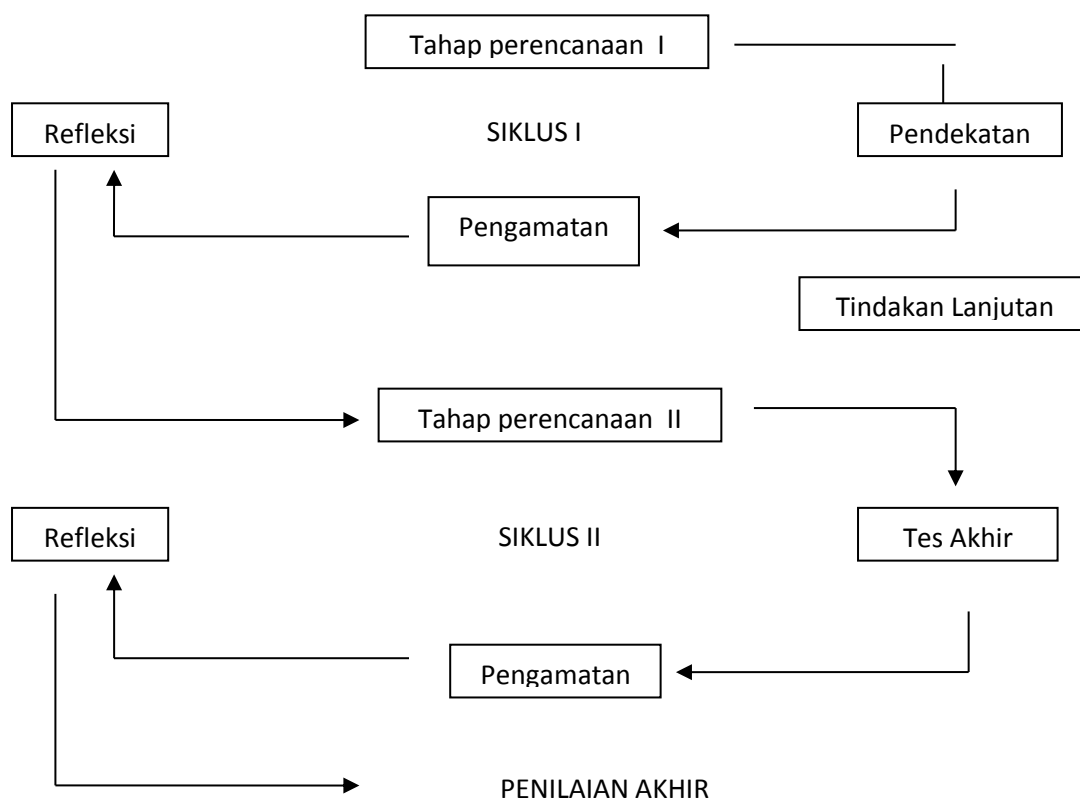 Tahap perencanaan I
Refleksi
SIKLUS I
Pendekatan
Pengamatan
Tindakan Lanjutan
Tahap perencanaan II
Refleksi
SIKLUS II
Tes Akhir
Pengamatan
PENILAIAN AKHIR